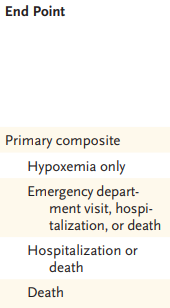 End Point
Primary composite
Hypoxemia only
Emergency depart-
ment visit, hospi-
talization, or death
Hospitalization or
death
Death